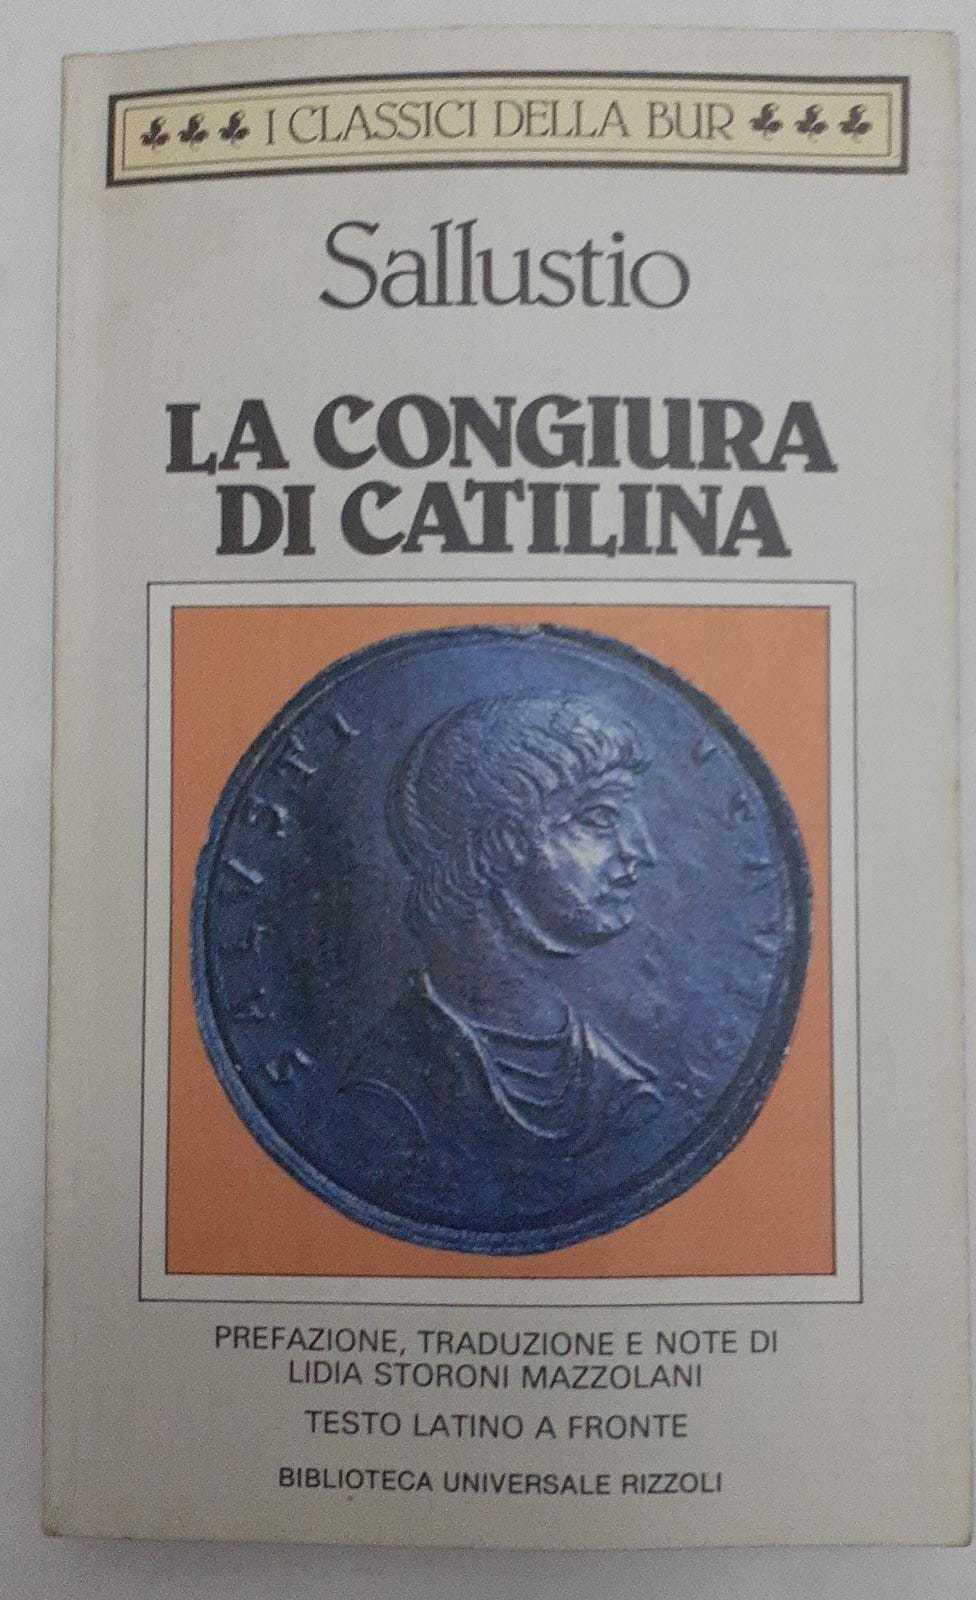 I CLASSICI DELLA BUR
Sallustio
LA CONGIURA
DI CATILINA
PREFAZIONE, TRADUZIONE E NOTE DI
LIDIA STORONI MAZZOLANI
TESTO LATINO A FRONTE
BIBLIOTECA UNIVERSALE RIZZOLI